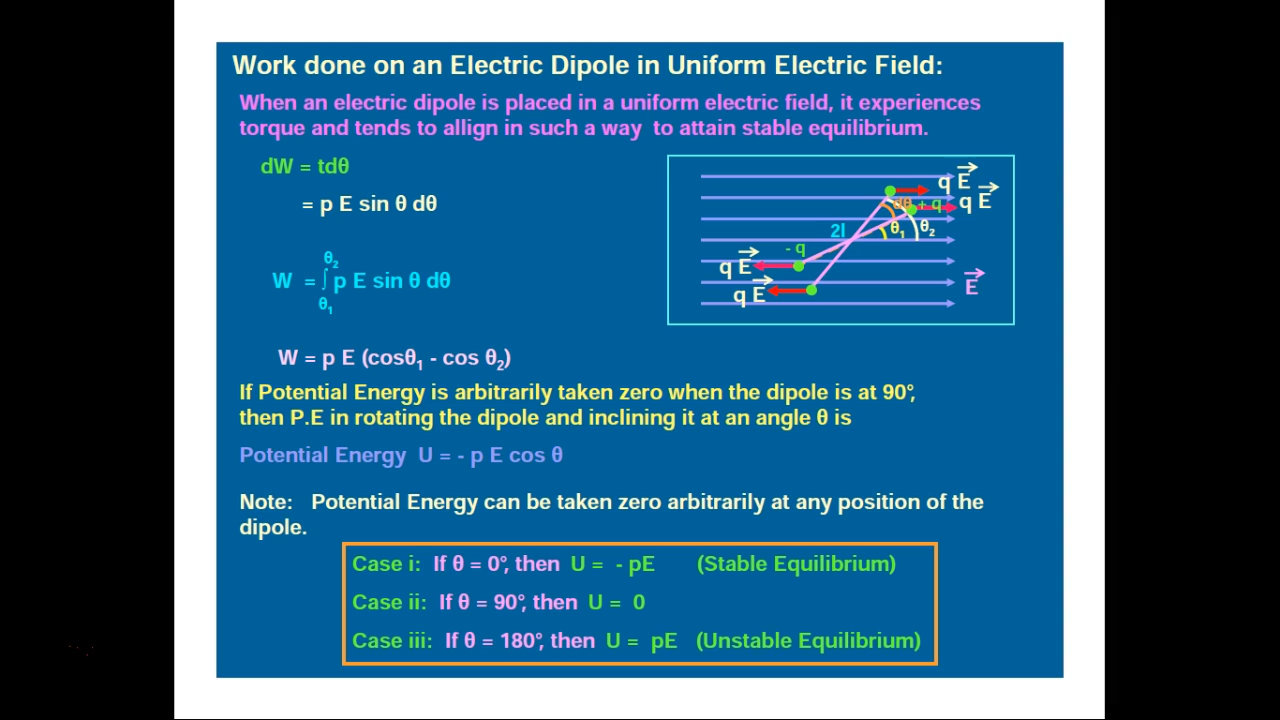 Work done on an Electric Dipole in Uniform Electric Field:
When an electric dipole is placed in a uniform electric field, it experiences
torque and tends to allign in such a way to attain stable equilibrium.
dW = tdθ
= p E sin θ dθ
θ₂
W = ∫ p E sin θ dθ
θ₁
W = p E (cosθ₁ - cos θ₂)
q E
q E
dθ + q
θ₁
θ₂
2l
- q
q E
q E
E
If Potential Energy is arbitrarily taken zero when the dipole is at 90°,
then P.E in rotating the dipole and inclining it at an angle θ is
Potential Energy U = - p E cos θ
Note: Potential Energy can be taken zero arbitrarily at any position of the
dipole.
Case i: If θ = 0°, then U = - pE (Stable Equilibrium)
Case ii: If θ = 90°, then U = 0
Case iii: If θ = 180°, then U = pE (Unstable Equilibrium)